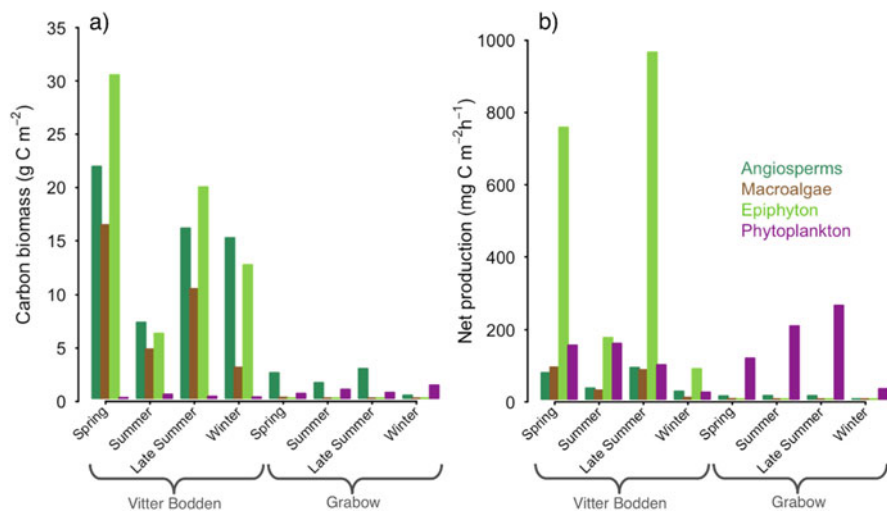 a)
Carbon biomass (g C m⁻²)
35
30
25
20
15
10
5
0
Spring
Summer
Late Summer
Winter
Spring
Summer
Late Summer
Winter
Vitter Bodden
Grabow
b)
Net production (mg C m⁻²h⁻¹)
1000
800
600
400
200
0
Angiosperms
Macroalgae
Epiphyton
Phytoplankton
Spring
Summer
Late Summer
Winter
Spring
Summer
Late Summer
Winter
Vitter Bodden
Grabow